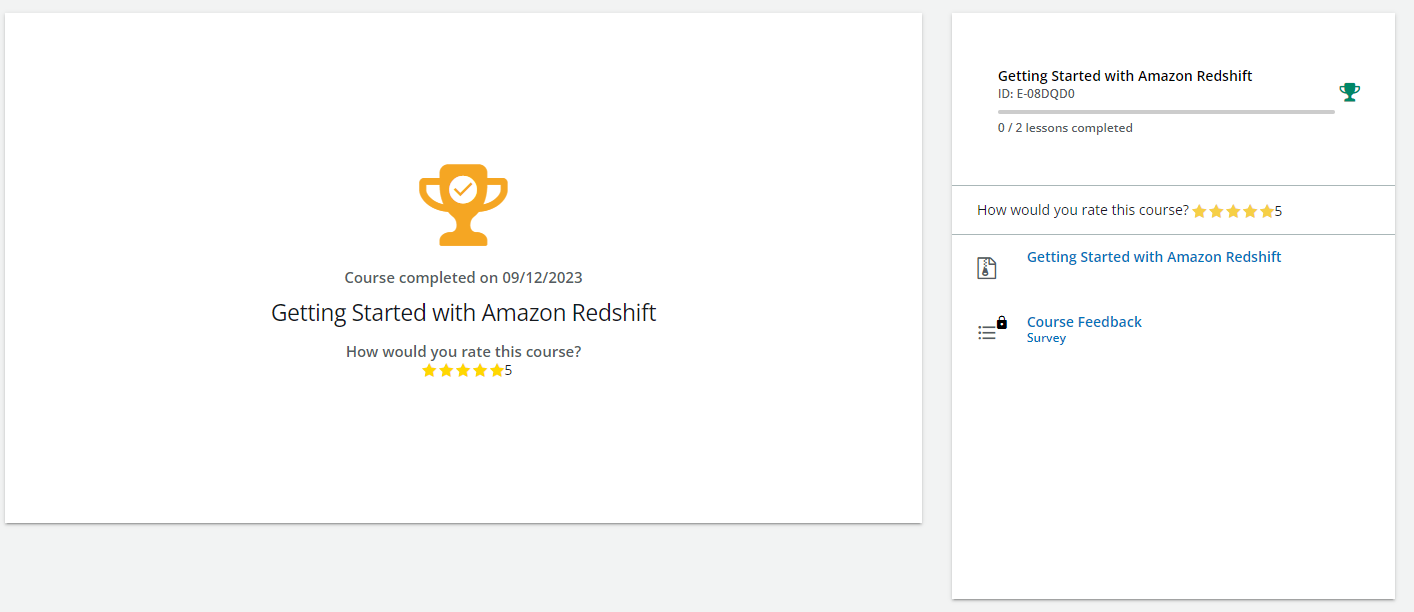 Course completed on 09/12/2023
Getting Started with Amazon Redshift
How would you rate this course?
5
Getting Started with Amazon Redshift
ID: E-08DQD0
0 / 2 lessons completed
How would you rate this course? 5
Getting Started with Amazon Redshift
Course Feedback
Survey